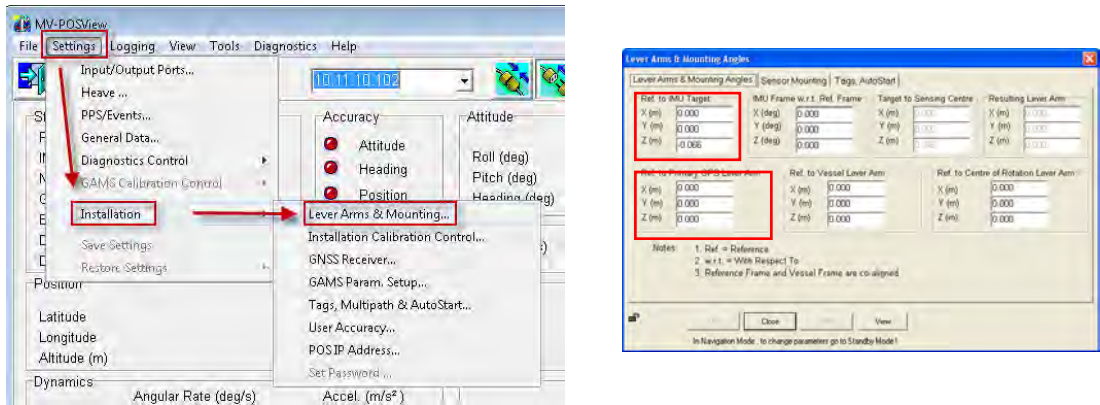 MV-POSView
File Settings Logging View Tools Diagnostics Help
Input/Output Ports...
10.11.10.102
Heave ...
PPS/Events...
General Data...
Diagnostics Control
GAMS Calibration Control
Installation
Save Settings
Restore Settings
Accuracy
Attitude
Attitude
Heading
Position
Roll (deg)
Pitch (deg)
Heading (deg)
Lever Arms & Mounting...
Installation Calibration Control...
GNSS Receiver...
GAMS Param. Setup...
Tags, Multipath & AutoStart...
User Accuracy...
POS IP Address...
Set Password ...
Position
Latitude
Longitude
Altitude (m)
Dynamics
Angular Rate (deg/s) Accel. (m/s²)
Lever Arms & Mounting Angles
Lever Arms & Mounting Angles Sensor Mounting Tags, AutoStart
Ref. to IMU Target IMU Frame w.r.t. Ref. Frame Target to Sensing Centre Resulting Lever Arm
X (m) 0.000 X (deg) 0.000 X (m) X (m)
Y (m) 0.000 Y (deg) 0.000 Y (m) Y (m)
Z (m) -0.066 Z (deg) 0.000 Z (m) Z (m)
Ref. to Primary GPS Lever Arm Ref. to Vessel Lever Arm Ref. to Centre of Rotation Lever Arm
X (m) 0.000 X (m) 0.000 X (m) 0.000
Y (m) 0.000 Y (m) 0.000 Y (m) 0.000
Z (m) 0.000 Z (m) 0.000 Z (m) 0.000
Notes: 1. Ref. = Reference
2. w.r.t. = With Respect To
3. Reference Frame and Vessel Frame are co-aligned
Close View
In Navigation Mode , to change parameters go to Standby Mode !